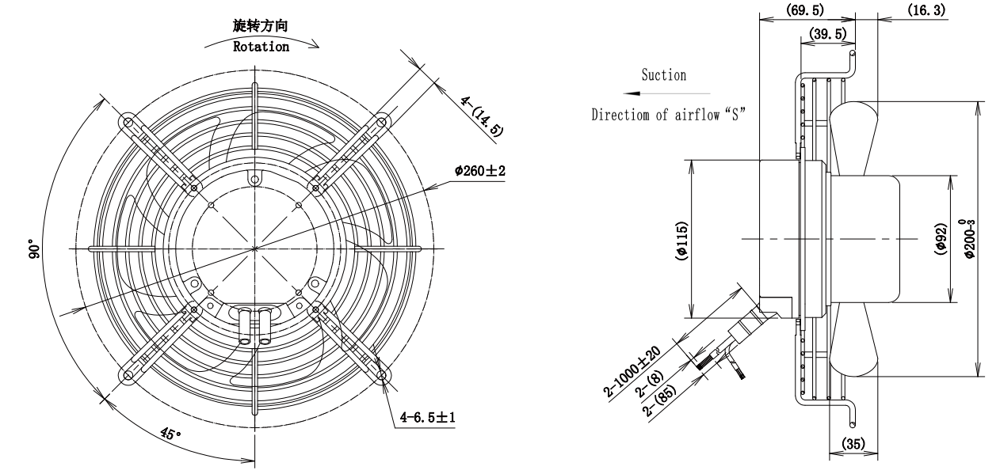 旋转方向
Rotation
4-(14.5)
ϕ260±2
90°
45°
4-6.5±1
(69.5)
(16.3)
(39.5)
Suction
Directiom of airflow “S”
(ϕ115)
(ϕ92)
ϕ200 0 -3
2-1000±20
2-(8)
2-(85)
(35)